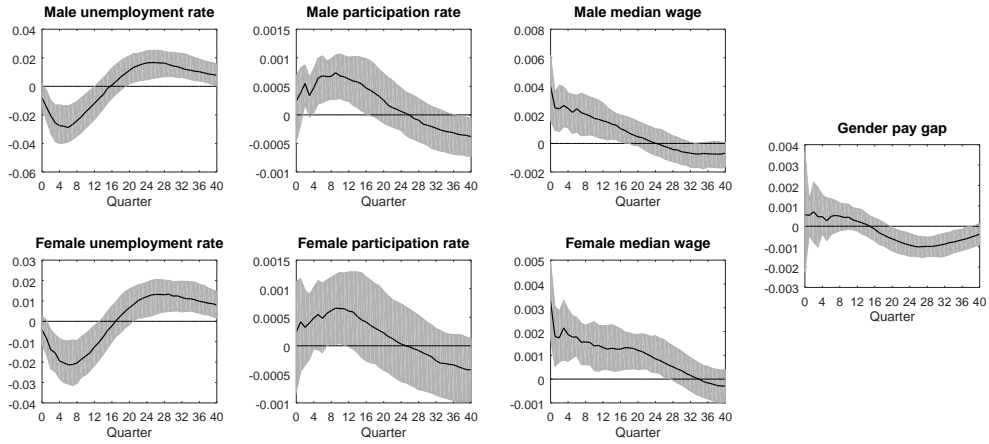 Male unemployment rate
0.04
0.02
0
-0.02
-0.04
-0.06
0 4 8 12 16 20 24 28 32 36 40
Quarter
Male participation rate
0.0015
0.001
0.0005
0
-0.0005
-0.001
0 4 8 12 16 20 24 28 32 36 40
Quarter
Male median wage
0.008
0.006
0.004
0.002
0
-0.002
0 4 8 12 16 20 24 28 32 36 40
Quarter
Gender pay gap
0.004
0.003
0.002
0.001
0
-0.001
-0.002
-0.003
0 4 8 12 16 20 24 28 32 36 40
Quarter
Female unemployment rate
0.03
0.02
0.01
0
-0.01
-0.02
-0.03
-0.04
0 4 8 12 16 20 24 28 32 36 40
Quarter
Female participation rate
0.0015
0.001
0.0005
0
-0.0005
-0.001
0 4 8 12 16 20 24 28 32 36 40
Quarter
Female median wage
0.005
0.004
0.003
0.002
0.001
0
-0.001
0 4 8 12 16 20 24 28 32 36 40
Quarter